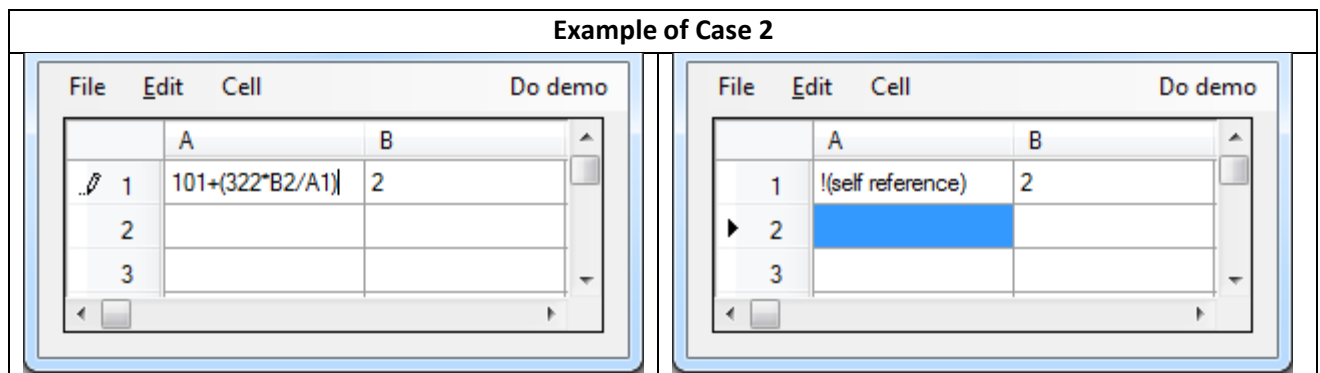 Example of Case 2
File Edit Cell Do demo
A B
1 101+(322*B2/A1) 2
2
3
File Edit Cell Do demo
A B
1 !(self reference) 2
2
3